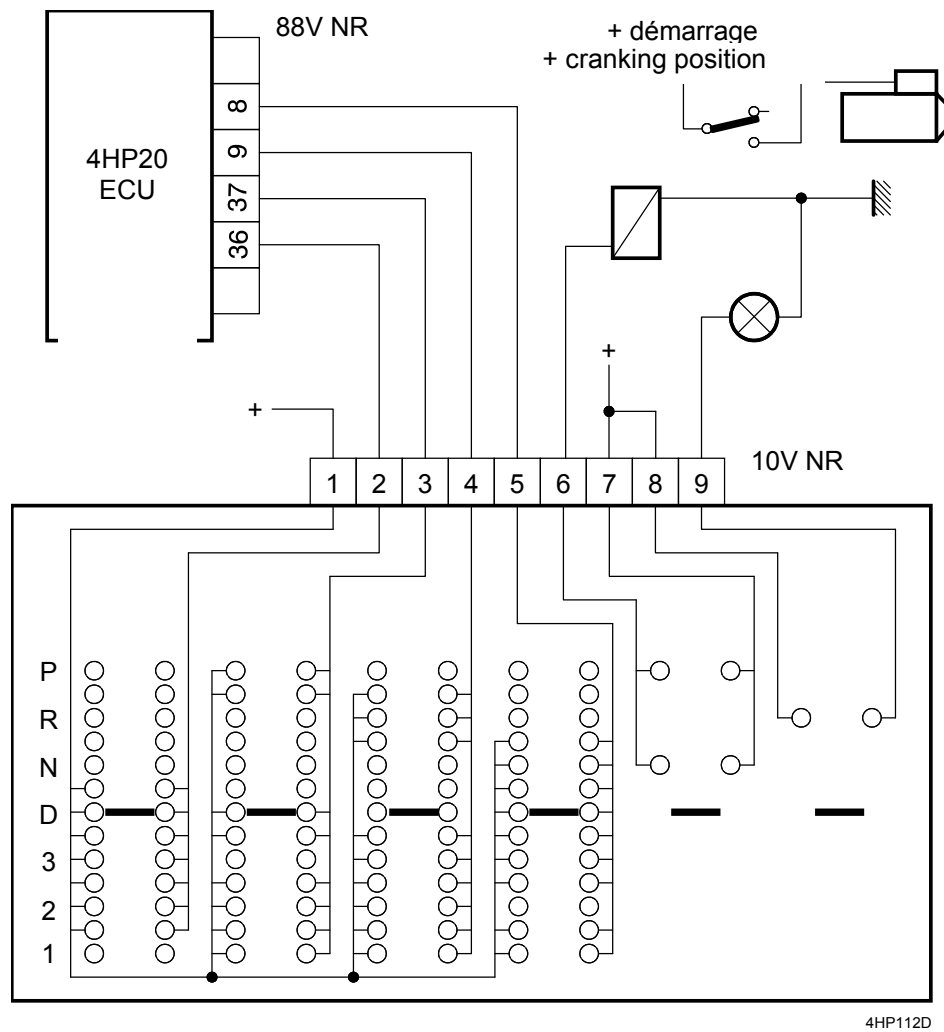 88V NR
+ démarrage
+ cranking position
4HP20
ECU
8
9
37
36
+
+
10V NR
1 2 3 4 5 6 7 8 9
P
R
N
D
3
2
1
4HP112D